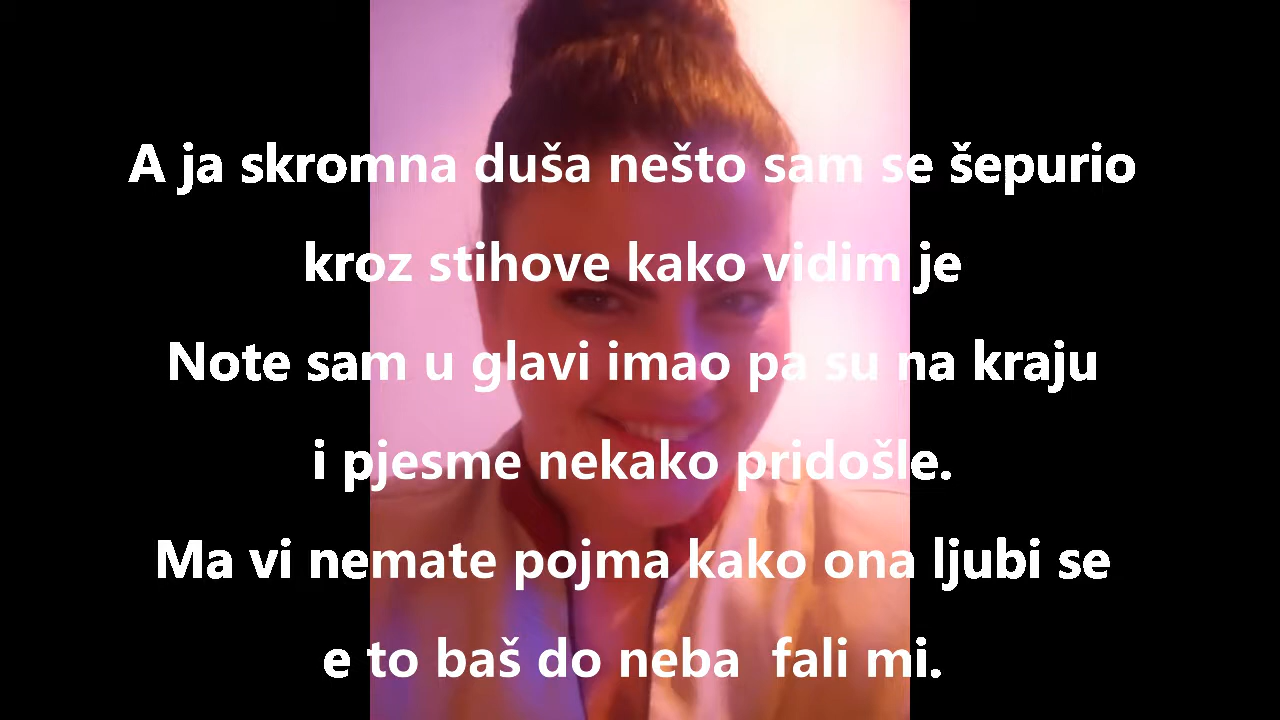 A ja skromna duša nešto sam se šepurio
kroz stihove kako vidim je
Note sam u glavi imao pa su na kraju
i pjesme nekako pridošle.
Ma vi nemate pojma kako ona ljubi se
e to baš do neba  fali mi.